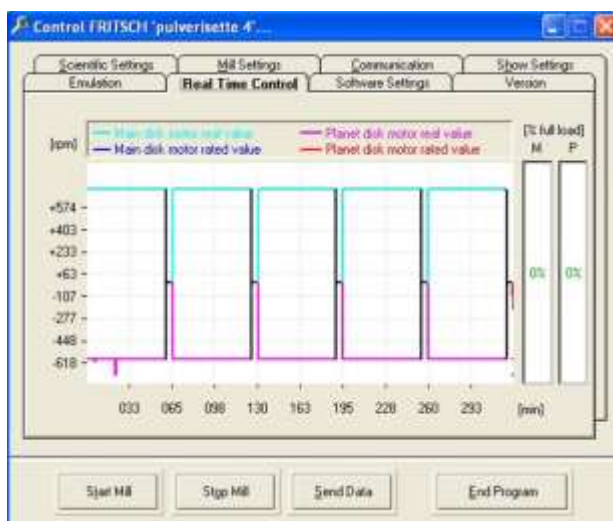 Control FRITSCH 'pulverisette 4'...
Scientific Settings Mill Settings Communication Show Settings
Emulation Real Time Control Software Settings Version
[rpm] Main disk motor real value Planet disk motor real value [% full load]
Main disk motor rated value Planet disk motor rated value M P
+574
+403
+233
+63 0% 0%
-107
-277
-448
-618
033 065 098 130 163 195 228 260 293 [min]
Start Mill Stop Mill Send Data End Program